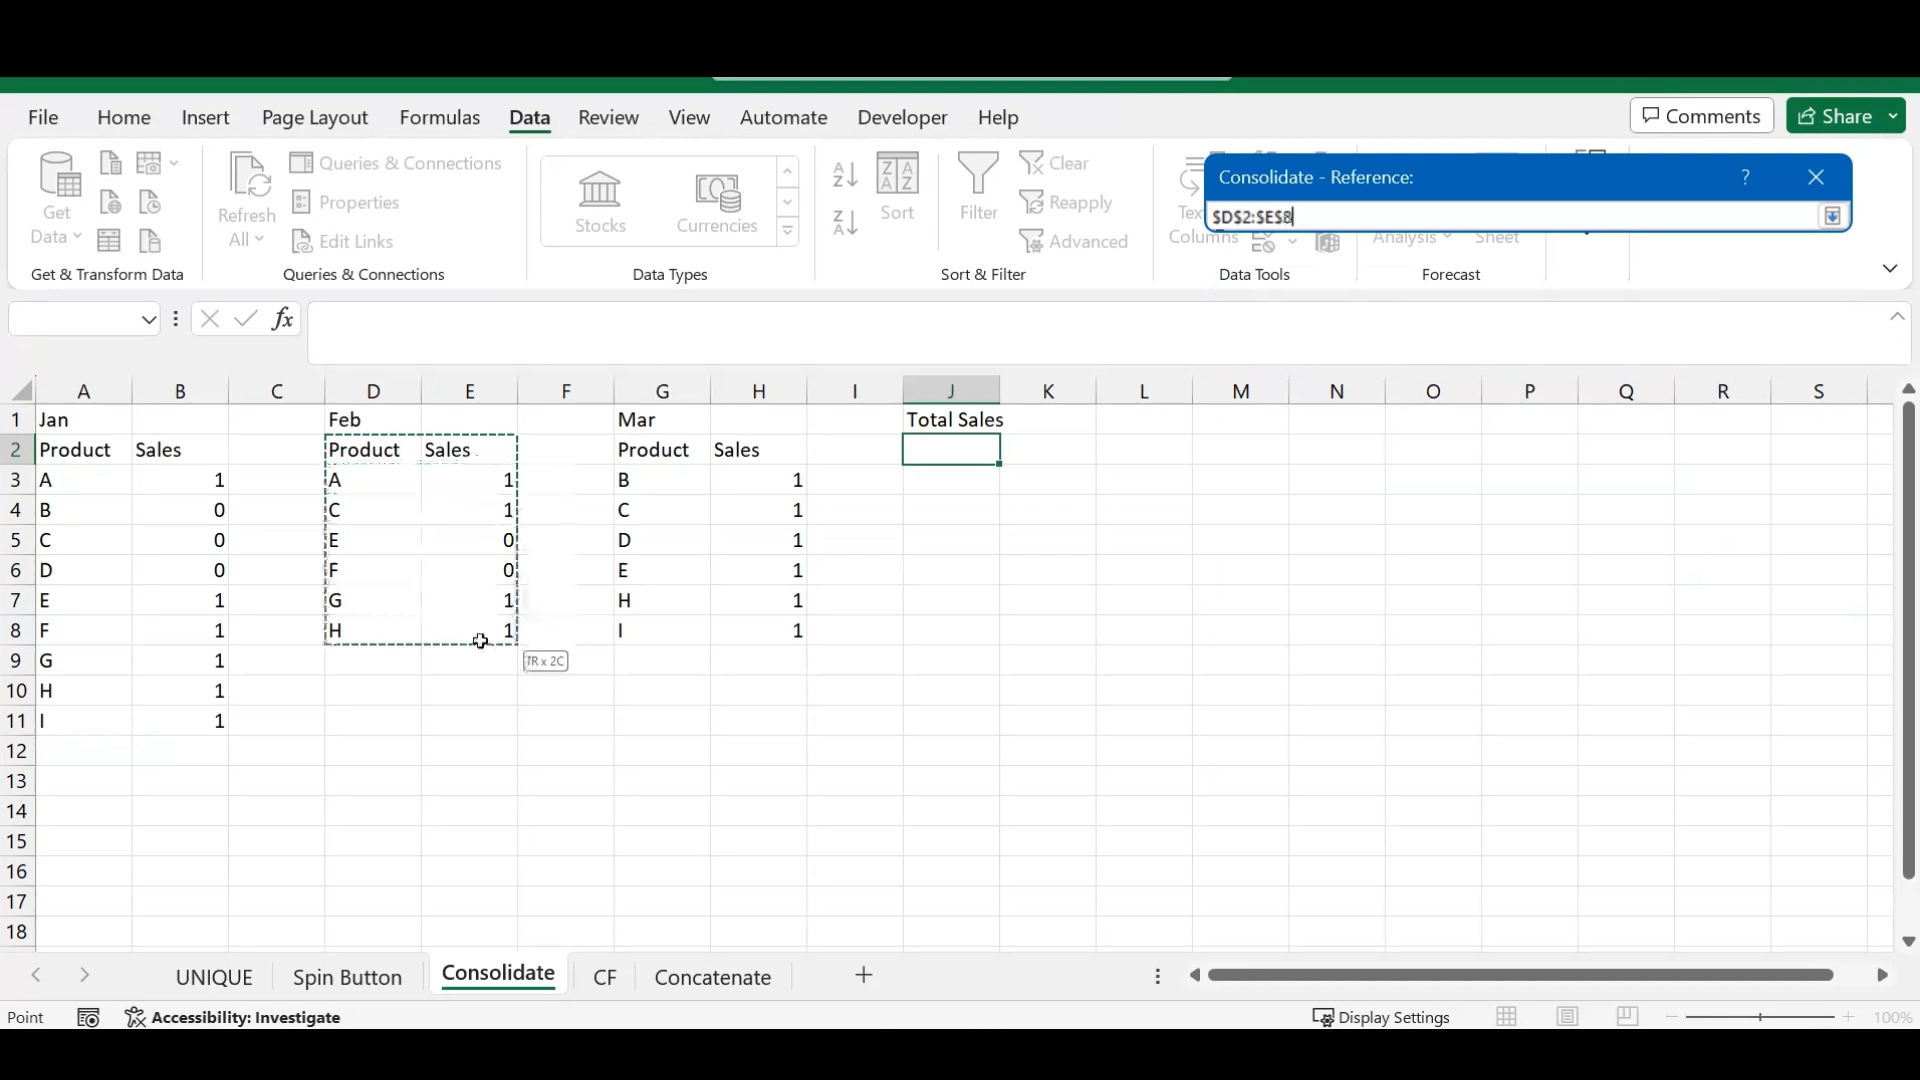 File Home Insert Page Layout Formulas Data Review View Automate Developer Help Comments Share
Get Data
Get & Transform Data
Refresh All
Queries & Connections
Properties
Edit Links
Queries & Connections
Stocks
Currencies
Data Types
Sort
Filter
Clear
Reapply
Advanced
Sort & Filter
Columns
Data Tools
Analysis
Sheet
Forecast
Consolidate - Reference: ?
$D$2:$E$8
fx
A B C D E F G H I J K L M N O P Q R S
1 Jan Feb Mar Total Sales
2 Product Sales Product Sales Product Sales
3 A 1 A 1 B 1
4 B 0 C 1 C 1
5 C 0 E 0 D 1
6 D 0 F 0 E 1
7 E 1 G 1 H 1
8 F 1 H 1 I 1
9 G 1
7R x 2C
10 H 1
11 I 1
12
13
14
15
16
17
18
UNIQUE Spin Button Consolidate CF Concatenate +
Point Accessibility: Investigate Display Settings 100%